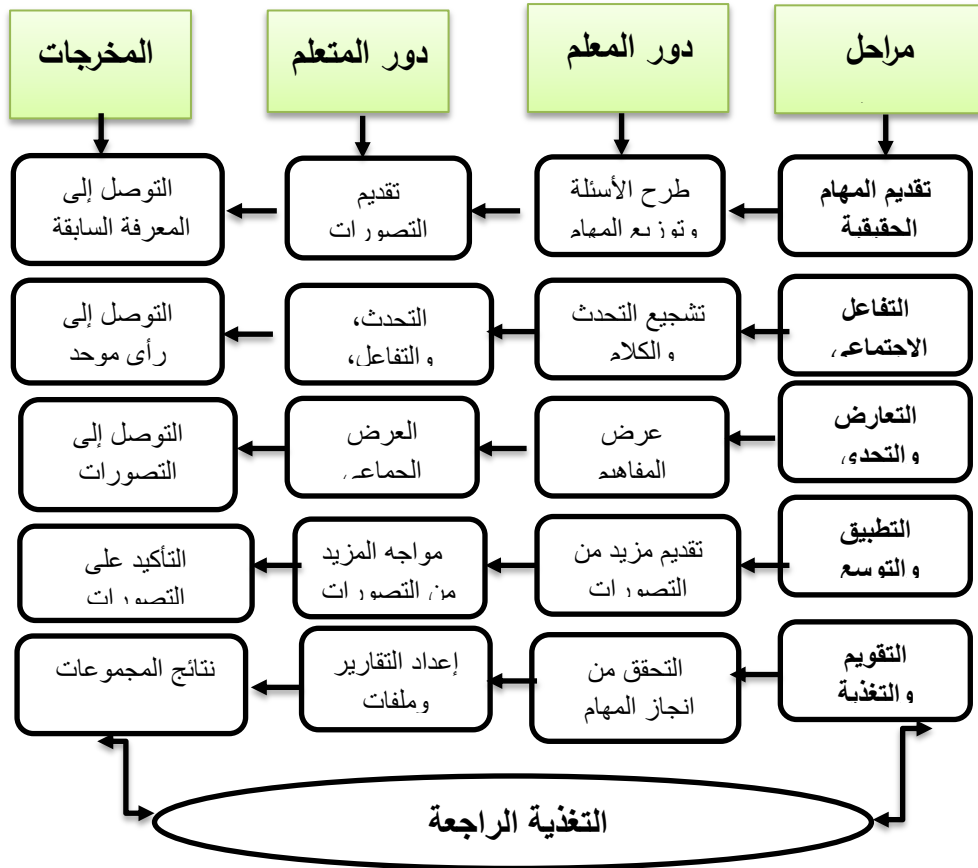 مراحل
دور المعلم
دور المتعلم
المخرجات
تقديم المهام
الحقيقية
طرح الأسئلة
وتوزيع المهام
تقديم
التصورات
التوصل إلى
المعرفة السابقة
التفاعل
الاجتماعي
تشجيع التحدث
والكلام
التحدث،
والتفاعل،
التوصل إلى
رأى موحد
التعارض
والتحدي
عرض
المفاهيم
العرض
الجماعي
التوصل إلى
التصورات
التطبيق
والتوسع
تقديم مزيد من
التصورات
مواجه المزيد
من التصورات
التأكيد على
التصورات
التقويم
والتغذية
التحقق من
انجاز المهام
إعداد التقارير
وملفات
نتائج المجموعات
التغذية الراجعة